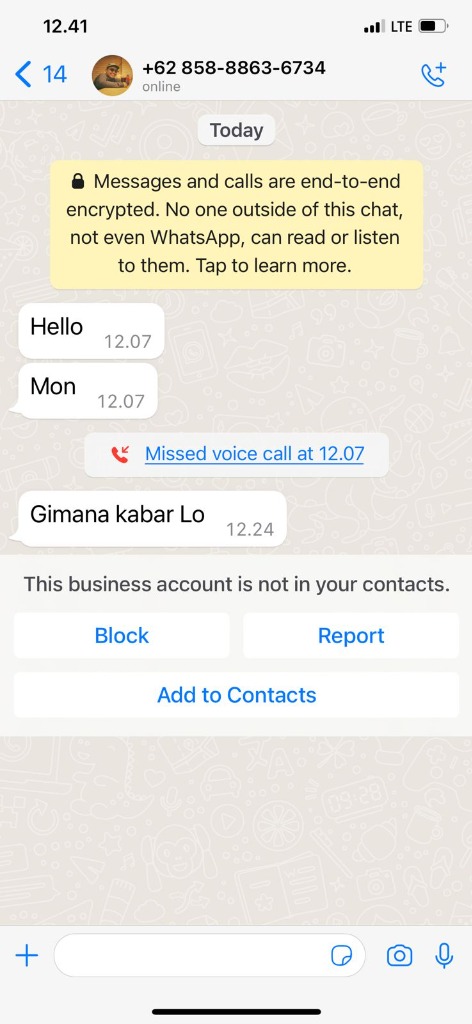 12.41
LTE
14
+62 858-8863-6734
online
Today
Messages and calls are end-to-end
encrypted. No one outside of this chat,
not even WhatsApp, can read or listen
to them. Tap to learn more.
Hello
12.07
Mon
12.07
Missed voice call at 12.07
Gimana kabar Lo
12.24
This business account is not in your contacts.
Block
Report
Add to Contacts